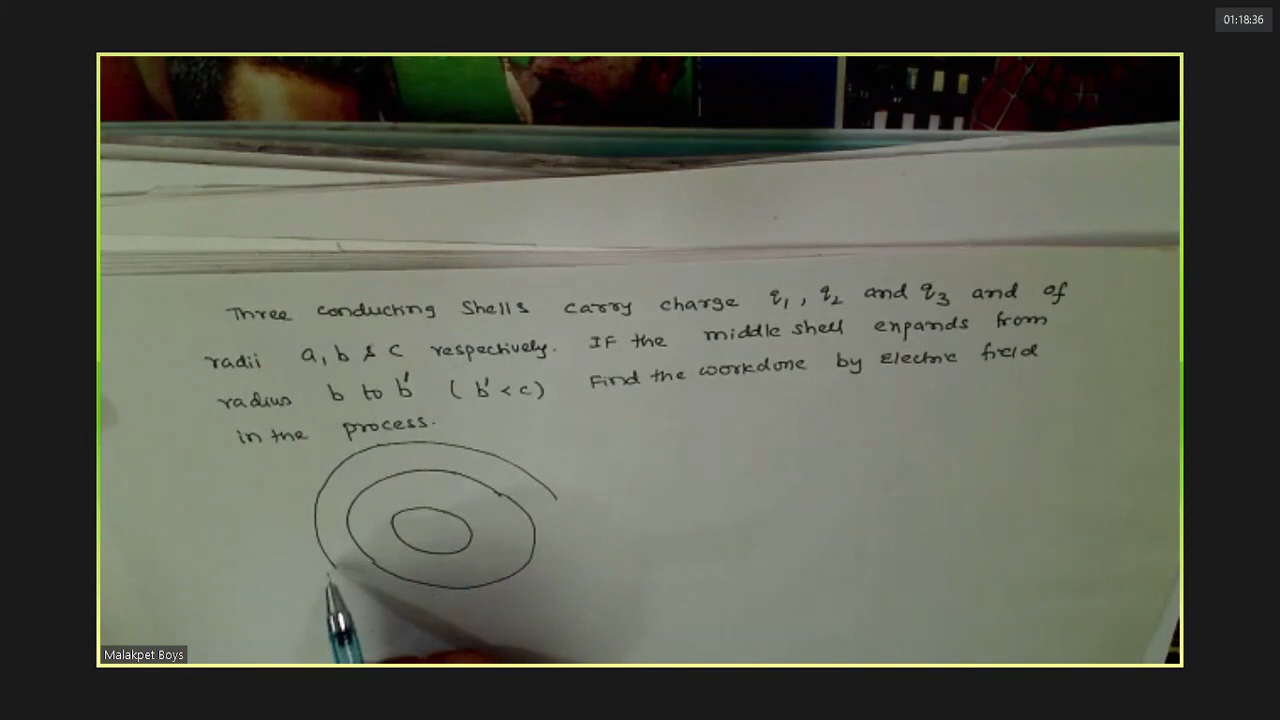 01:18:36
Three conducting Shells carry charge q₁, q₂ and q₃ and of
radii a, b & c respectively. IF the middle shell expands from
radius b to b' ( b' < c) Find the workdone by Electric field
in the process.
Malakpet Boys